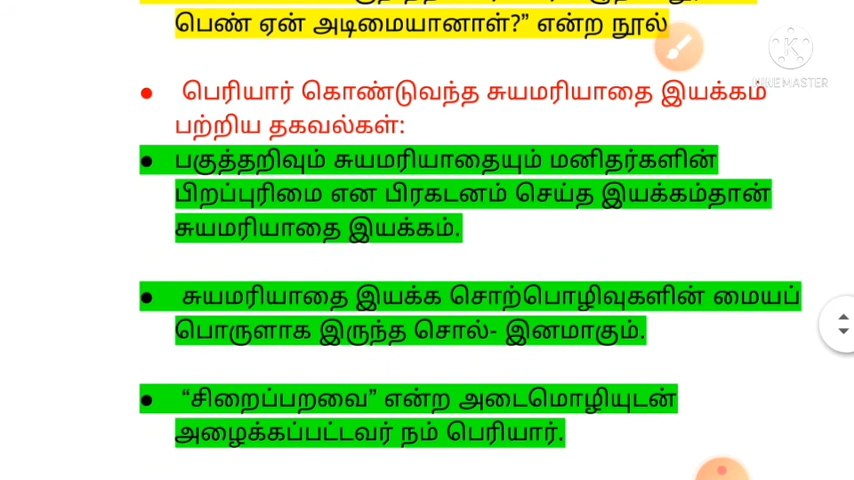 பெண் ஏன் அடிமையானாள்?” என்ற நூல்
KINEMASTER
● பெரியார் கொண்டுவந்த சுயமரியாதை இயக்கம்
பற்றிய தகவல்கள்:
● பகுத்தறிவும் சுயமரியாதையும் மனிதர்களின்
பிறப்புரிமை என பிரகடனம் செய்த இயக்கம்தான்
சுயமரியாதை இயக்கம்.
● சுயமரியாதை இயக்க சொற்பொழிவுகளின் மையப்
பொருளாக இருந்த சொல்- இனமாகும்.
● “சிறைப்பறவை” என்ற அடைமொழியுடன்
அழைக்கப்பட்டவர் நம் பெரியார்.